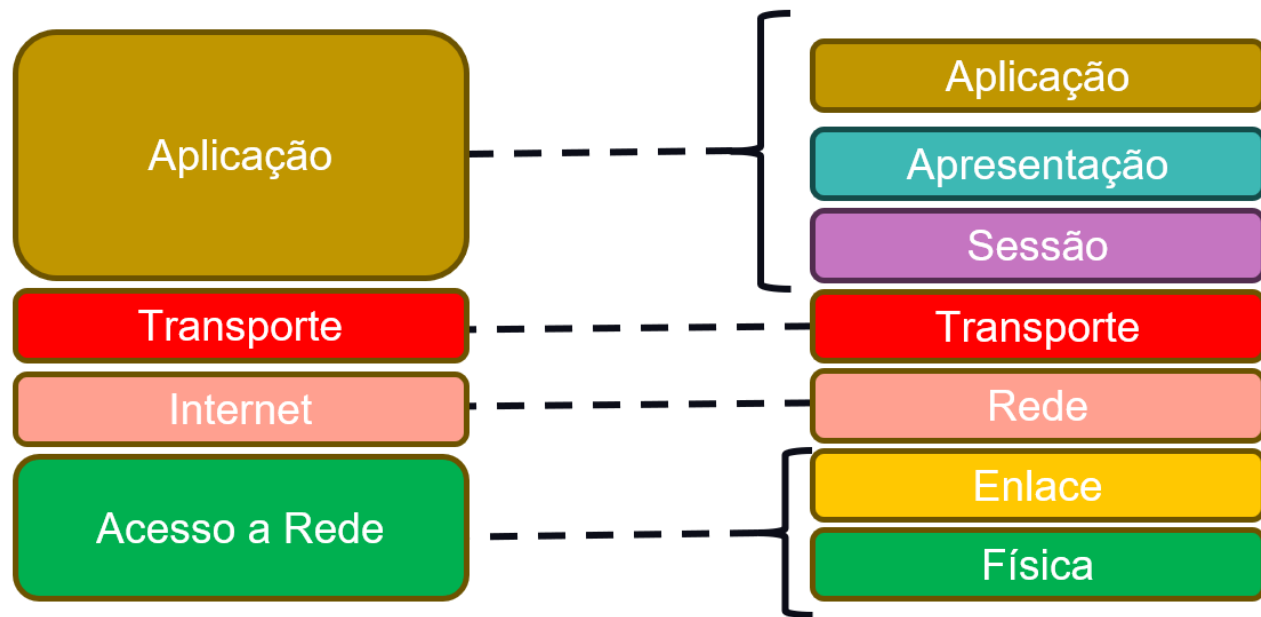 Aplicação
Transporte
Internet
Acesso a Rede
Aplicação
Apresentação
Sessão
Transporte
Rede
Enlace
Física